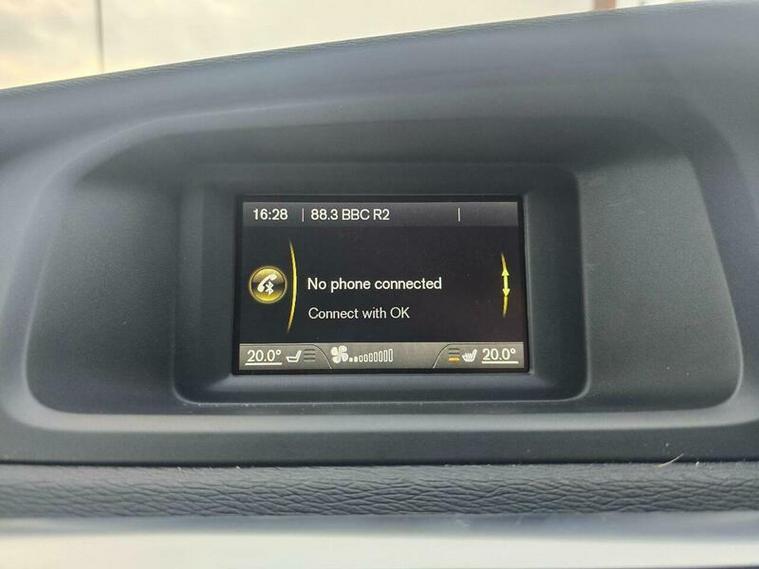 16:28 | 88.3 BBC R2 |
No phone connected
Connect with OK
20.0° 20.0°